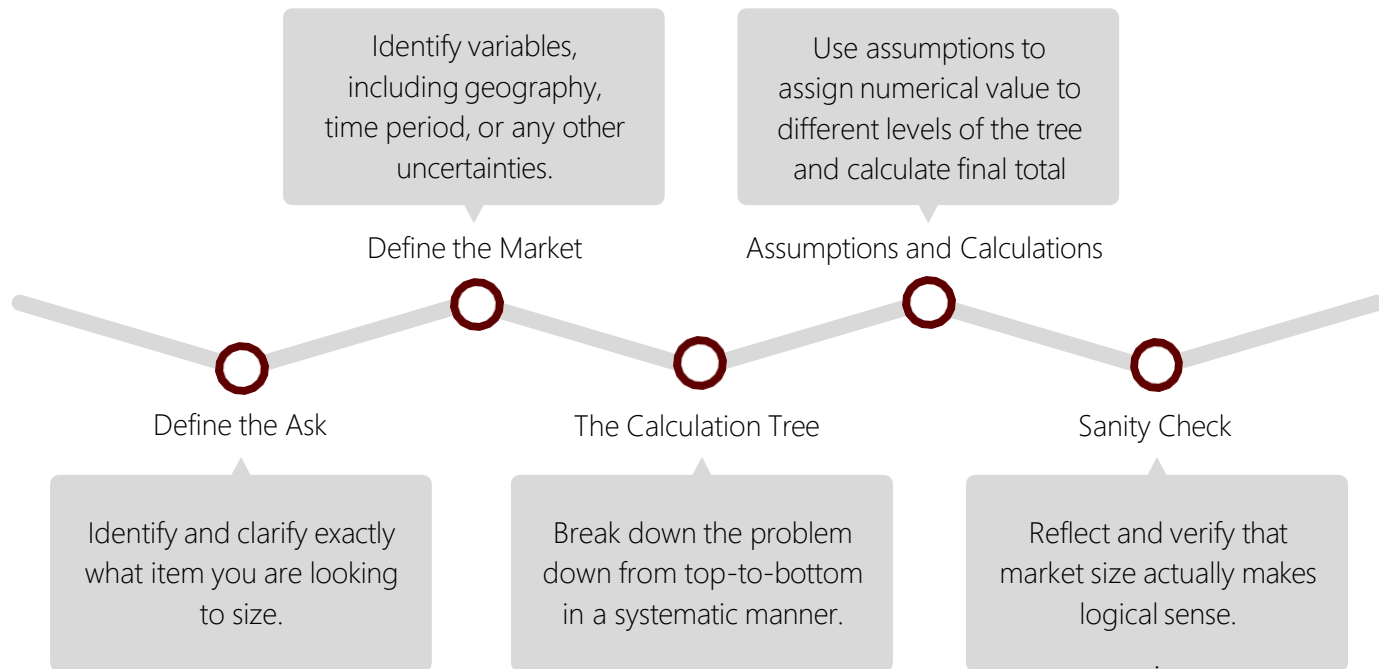 Identify variables,
including geography,
time period, or any other
uncertainties.
Use assumptions to
assign numerical value to
different levels of the tree
and calculate final total
Define the Market
Assumptions and Calculations
Define the Ask
The Calculation Tree
Sanity Check
Identify and clarify exactly
what item you are looking
to size.
Break down the problem
down from top-to-bottom
in a systematic manner.
Reflect and verify that
market size actually makes
logical sense.